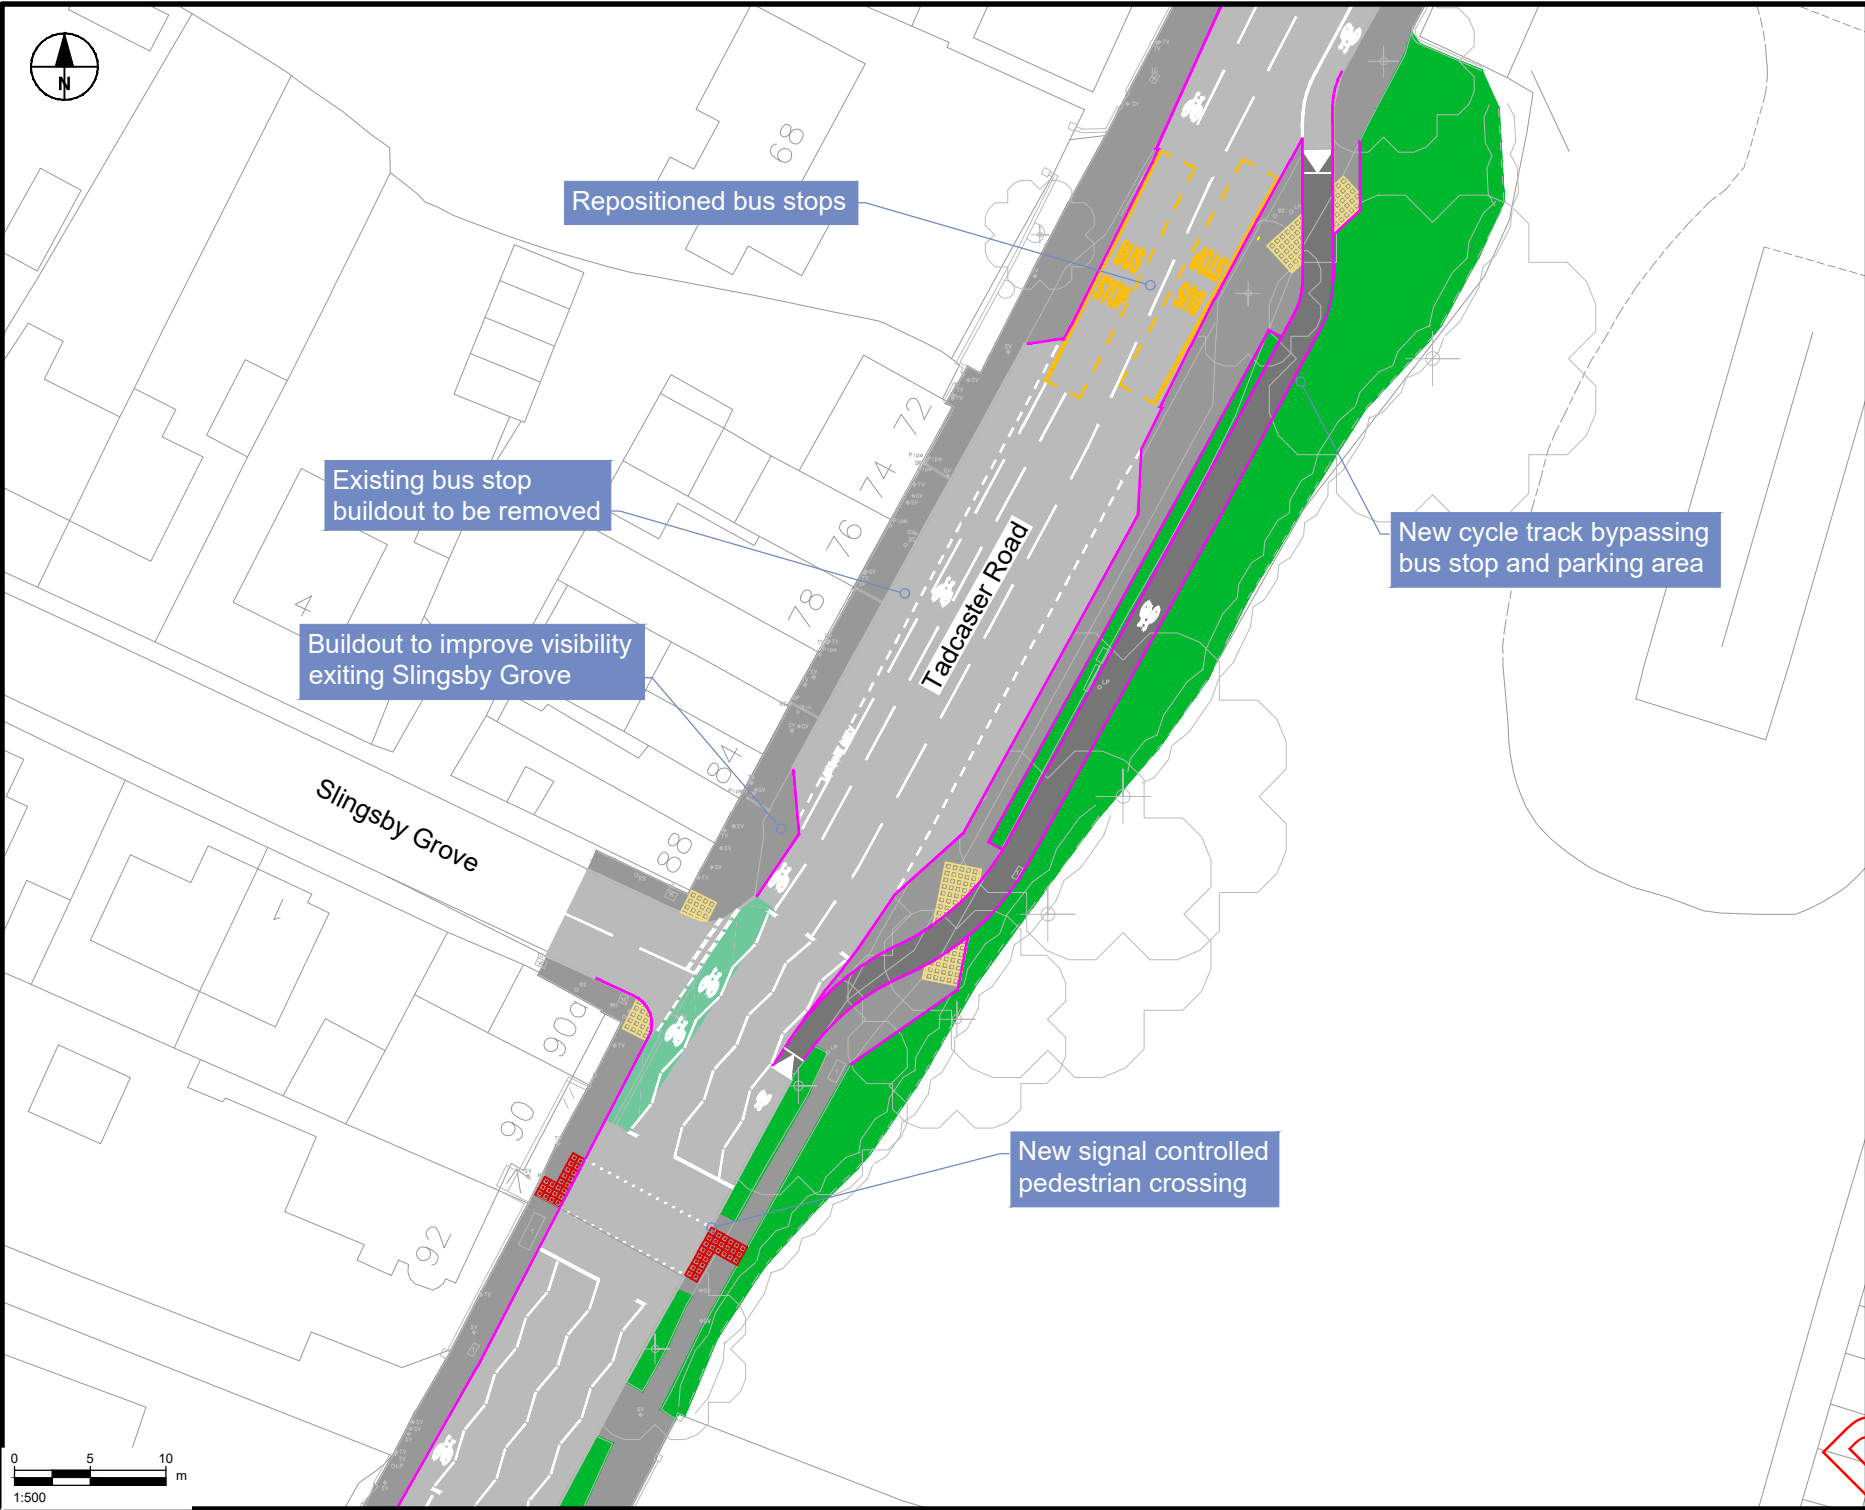 N
68
Repositioned bus stops
BUS
STOP
BUS
STOP
72
74
76
78
84
88
Existing bus stop
buildout to be removed
New cycle track bypassing
bus stop and parking area
Tadcaster Road
4
Buildout to improve visibility
exiting Slingsby Grove
Slingsby Grove
1
90a
90
92
New signal controlled
pedestrian crossing
0 5 10
m
1:500